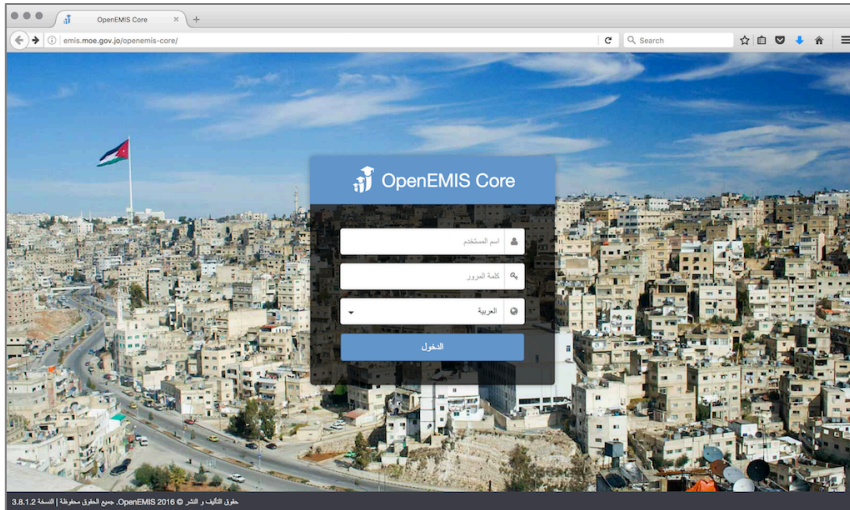 OpenEMIS Core
emis.moe.gov.jo/openemis-core/
Search
OpenEMIS Core
اسم المستخدم
كلمة المرور
العربية
الدخول
حقوق التأليف و النشر © 2016 OpenEMIS. جميع الحقوق محفوظة | النسخة 3.8.1.2